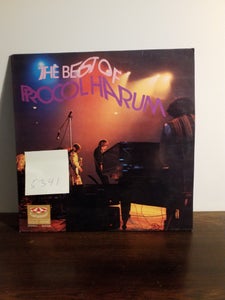 THE BEST OF
PROCOL HARUM
5341